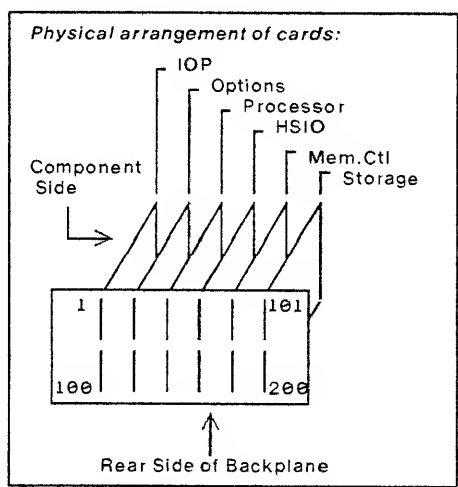 Physical arrangement of cards:
IOP
Options
Processor
HSIO
Mem.Ctl
Storage
Component
Side
1 101
100 200
Rear Side of Backplane